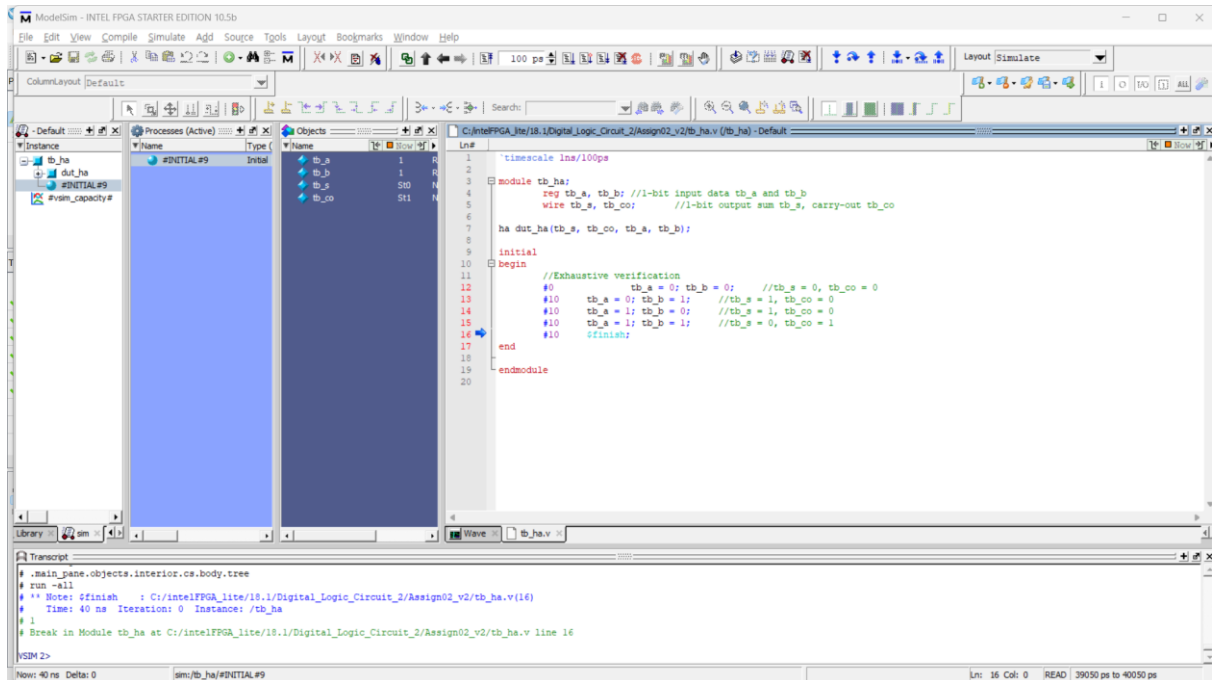 ModelSim - INTEL FPGA STARTER EDITION 10.5b
File Edit View Compile Simulate Add Source Tools Layout Bookmarks Window Help
100 ps
Layout Simulate
ColumnLayout Default
Search:
- Default
Processes (Active)
Objects
C:/intelFPGA_lite/18.1/Digital_Logic_Circuit_2/Assign02_v2/tb_ha.v (/tb_ha) - Default
Instance
Name
Type (
Name
Now
Ln#
Now
tb_ha
dut_ha
#INITIAL#9
#vsim_capacity#
#INITIAL#9 Initial
tb_a 1 R
tb_b 1 R
tb_s St0 N
tb_co St1 N
1 `timescale 1ns/100ps
2
3 module tb_ha;
4 reg tb_a, tb_b; //1-bit input data tb_a and tb_b
5 wire tb_s, tb_co; //1-bit output sum tb_s, carry-out tb_co
6
7 ha dut_ha(tb_s, tb_co, tb_a, tb_b);
8
9 initial
10 begin
11 //Exhaustive verification
12 #0 tb_a = 0; tb_b = 0; //tb_s = 0, tb_co = 0
13 #10 tb_a = 0; tb_b = 1; //tb_s = 1, tb_co = 0
14 #10 tb_a = 1; tb_b = 0; //tb_s = 1, tb_co = 0
15 #10 tb_a = 1; tb_b = 1; //tb_s = 0, tb_co = 1
16 #10 $finish;
17 end
18
19 endmodule
20
Library
sim
Wave
tb_ha.v
Transcript
# .main_pane.objects.interior.cs.body.tree
# run -all
# ** Note: $finish : C:/intelFPGA_lite/18.1/Digital_Logic_Circuit_2/Assign02_v2/tb_ha.v(16)
# Time: 40 ns Iteration: 0 Instance: /tb_ha
# 1
# Break in Module tb_ha at C:/intelFPGA_lite/18.1/Digital_Logic_Circuit_2/Assign02_v2/tb_ha.v line 16
VSIM 2>
Now: 40 ns Delta: 0
sim:/tb_ha/#INITIAL#9
Ln: 16 Col: 0
READ
39050 ps to 40050 ps